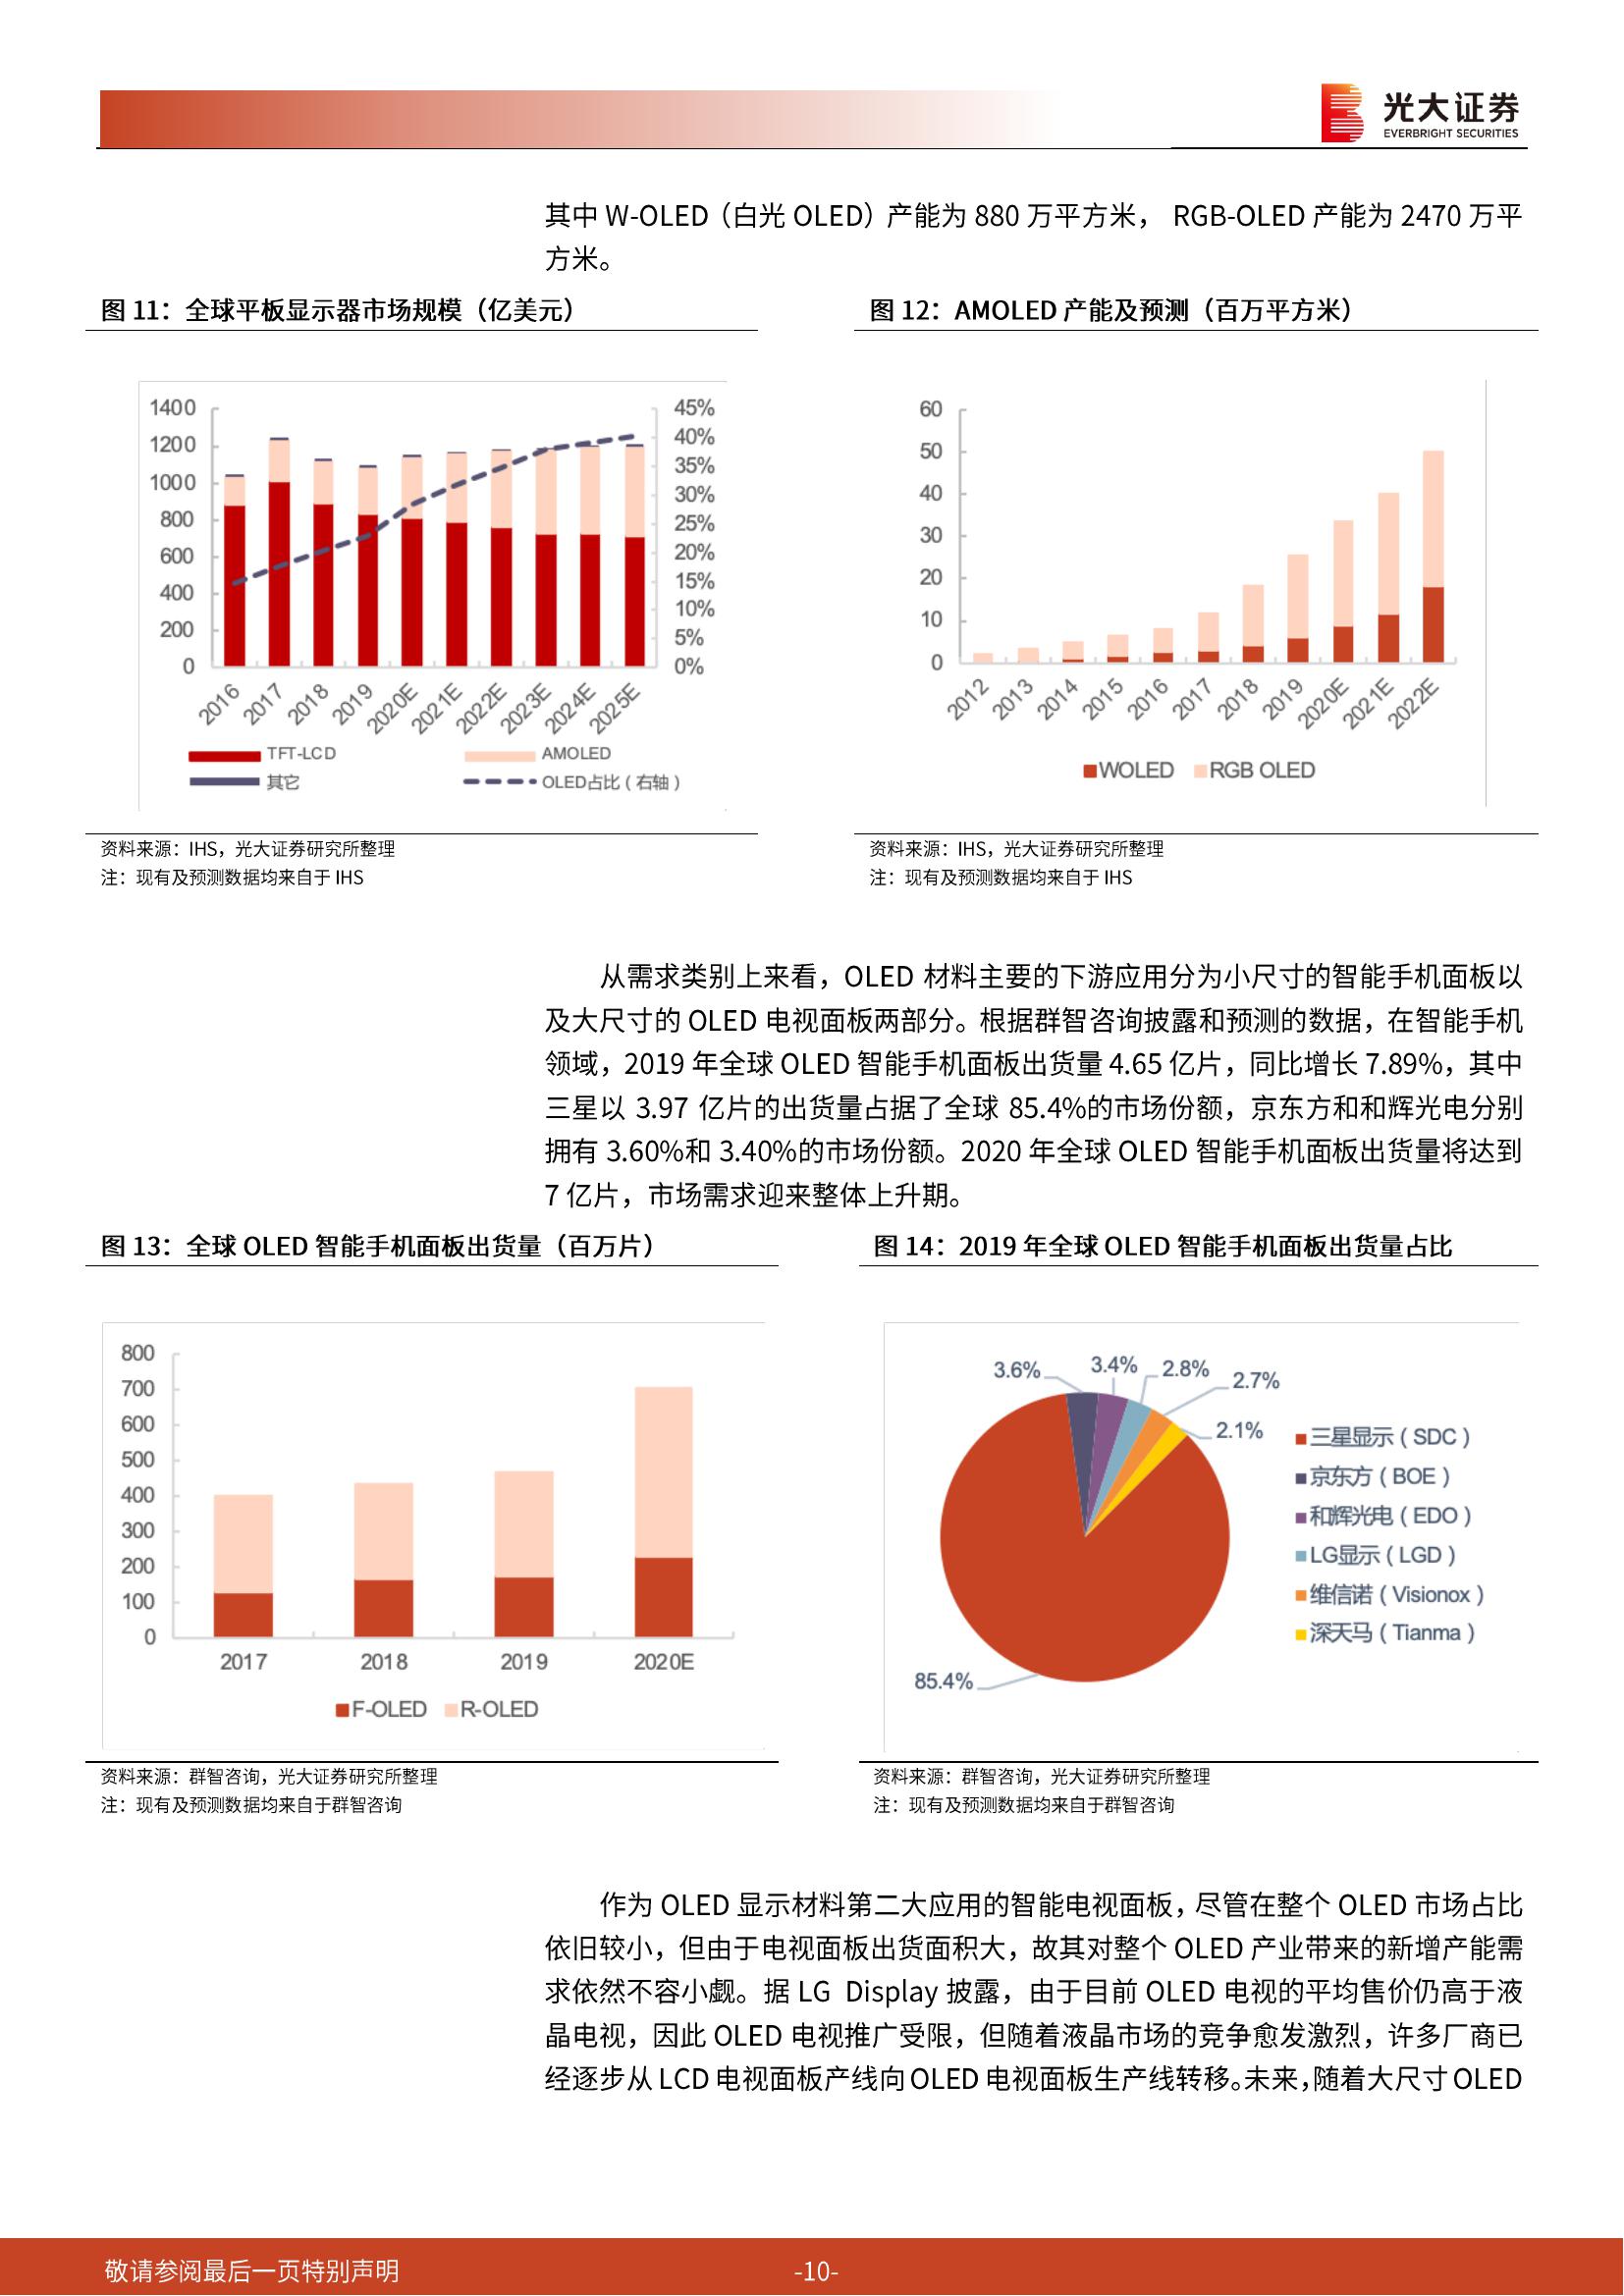 光大证券
EVERBRIGHT SECURITIES
其中 W-OLED（白光 OLED）产能为 880 万平方米， RGB-OLED 产能为 2470 万平
方米。
图 11：全球平板显示器市场规模（亿美元）
图 12：AMOLED 产能及预测（百万平方米）
1400
1200
1000
800
600
400
200
0
45%
40%
35%
30%
25%
20%
15%
10%
5%
0%
2016
2017
2018
2019
2020E
2021E
2022E
2023E
2024E
2025E
TFT-LCD
AMOLED
其它
OLED占比（右轴）
60
50
40
30
20
10
0
2012
2013
2014
2015
2016
2017
2018
2019
2020E
2021E
2022E
WOLED
RGB OLED
资料来源：IHS，光大证券研究所整理
注：现有及预测数据均来自于 IHS
资料来源：IHS，光大证券研究所整理
注：现有及预测数据均来自于 IHS
从需求类别上来看，OLED 材料主要的下游应用分为小尺寸的智能手机面板以
及大尺寸的 OLED 电视面板两部分。根据群智咨询披露和预测的数据，在智能手机
领域，2019 年全球 OLED 智能手机面板出货量 4.65 亿片，同比增长 7.89%，其中
三星以 3.97 亿片的出货量占据了全球 85.4%的市场份额，京东方和和辉光电分别
拥有 3.60%和 3.40%的市场份额。2020 年全球 OLED 智能手机面板出货量将达到
7 亿片，市场需求迎来整体上升期。
图 13：全球 OLED 智能手机面板出货量（百万片）
图 14：2019 年全球 OLED 智能手机面板出货量占比
800
700
600
500
400
300
200
100
0
2017
2018
2019
2020E
F-OLED
R-OLED
3.6%
3.4%
2.8%
2.7%
2.1%
85.4%
三星显示（SDC）
京东方（BOE）
和辉光电（EDO）
LG显示（LGD）
维信诺（Visionox）
深天马（Tianma）
资料来源：群智咨询，光大证券研究所整理
注：现有及预测数据均来自于群智咨询
资料来源：群智咨询，光大证券研究所整理
注：现有及预测数据均来自于群智咨询
作为 OLED 显示材料第二大应用的智能电视面板，尽管在整个 OLED 市场占比
依旧较小，但由于电视面板出货面积大，故其对整个 OLED 产业带来的新增产能需
求依然不容小觑。据 LG Display 披露，由于目前 OLED 电视的平均售价仍高于液
晶电视，因此 OLED 电视推广受限，但随着液晶市场的竞争愈发激烈，许多厂商已
经逐步从 LCD 电视面板产线向 OLED 电视面板生产线转移。未来，随着大尺寸 OLED
敬请参阅最后一页特别声明
-10-